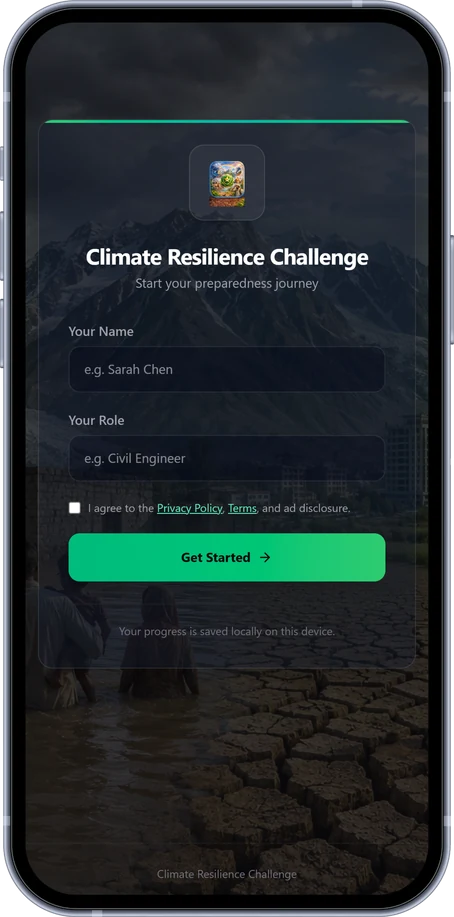 Climate Resilience Challenge
Start your preparedness journey
Your Name
e.g. Sarah Chen
Your Role
e.g. Civil Engineer
I agree to the Privacy Policy, Terms, and ad disclosure.
Get Started →
Your progress is saved locally on this device.
Climate Resilience Challenge